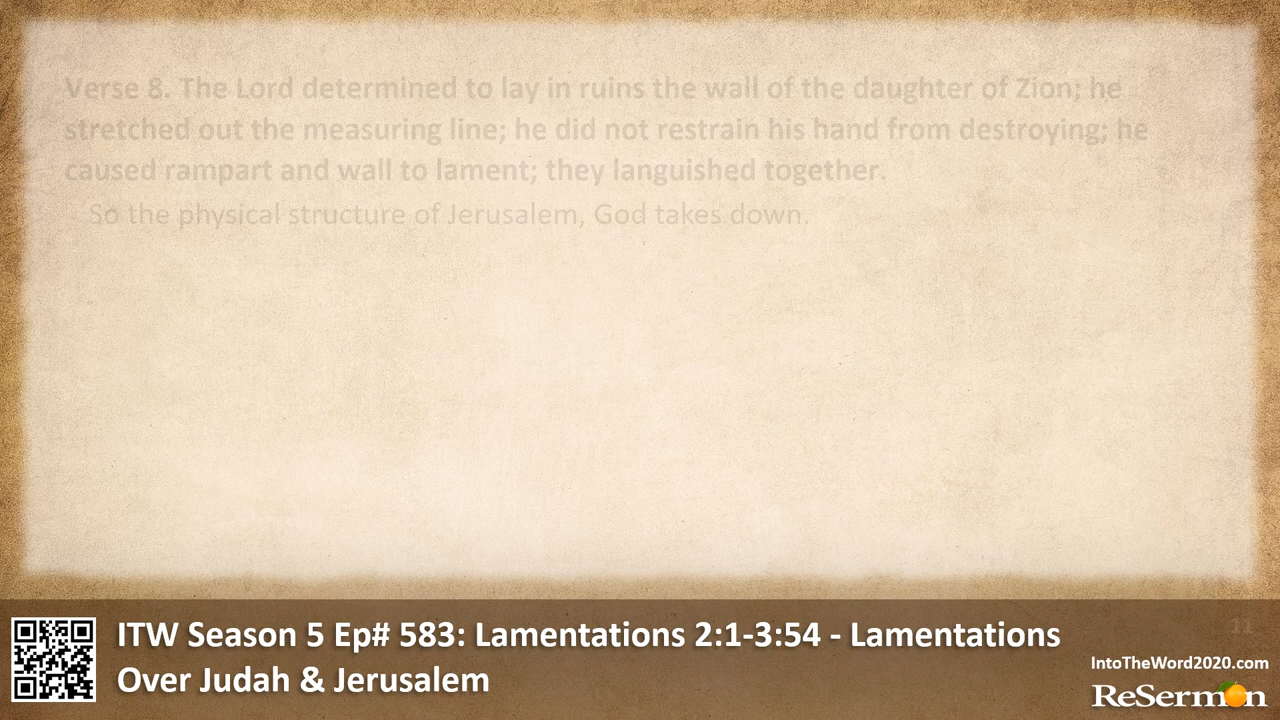 Verse 8. The Lord determined to lay in ruins the wall of the daughter of Zion; he
stretched out the measuring line; he did not restrain his hand from destroying; he
caused rampart and wall to lament; they languished together.
So the physical structure of Jerusalem, God takes down.
ITW Season 5 Ep# 583: Lamentations 2:1-3:54 - Lamentations
Over Judah & Jerusalem
11
IntoTheWord2020.com
ReSermon